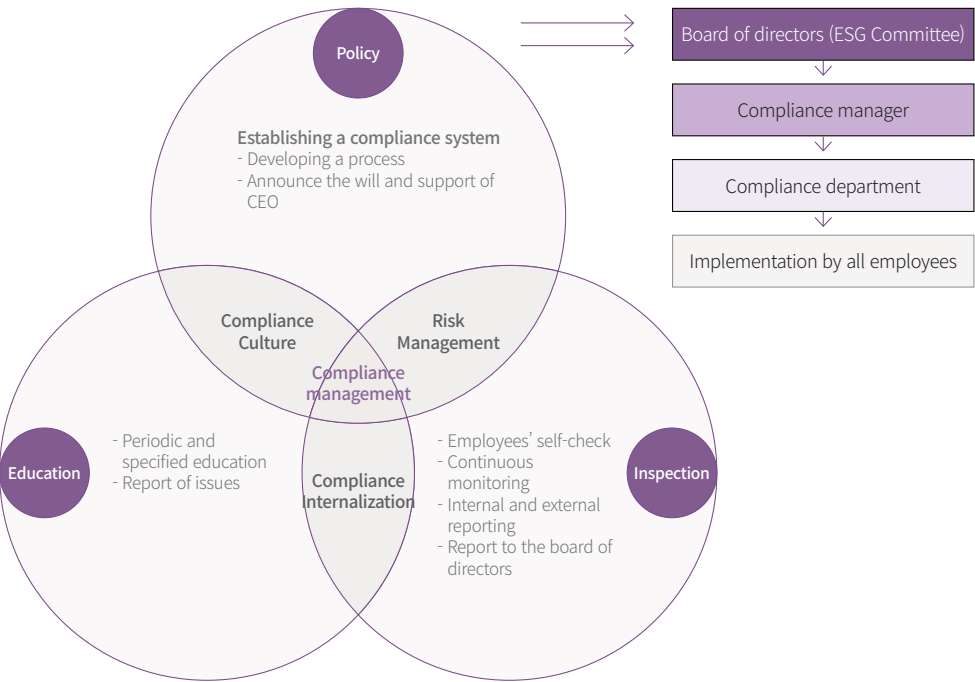 Policy
Establishing a compliance system
- Developing a process
- Announce the will and support of
CEO
Board of directors (ESG Committee)
Compliance manager
Compliance department
Implementation by all employees
Compliance
Culture
Risk
Management
Compliance
management
Education
- Periodic and
specified education
- Report of issues
Compliance
Internalization
- Employees’ self-check
- Continuous
monitoring
- Internal and external
reporting
- Report to the board of
directors
Inspection